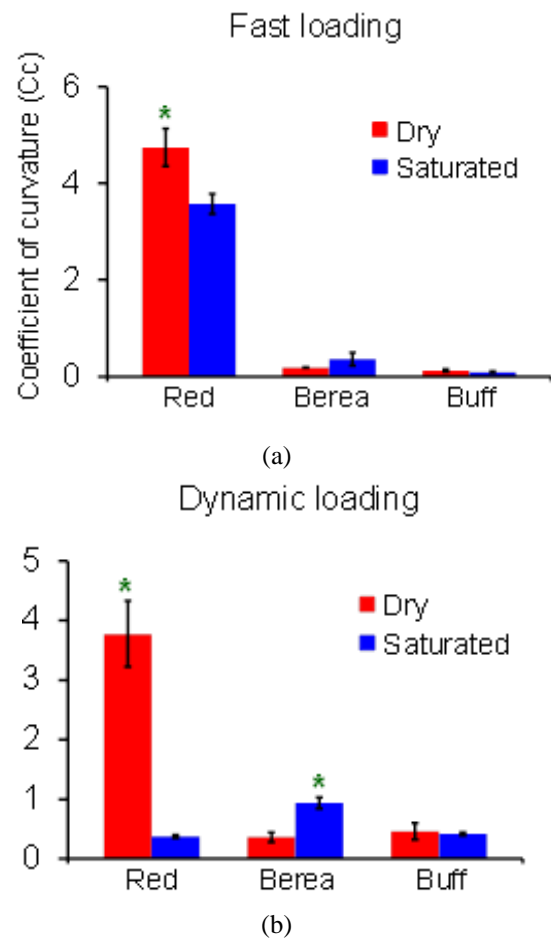 Fast loading
Coefficient of curvature (Cc)
6
4
2
0
*
Dry
Saturated
Red Berea Buff
(a)
Dynamic loading
5
4
3
2
1
0
*
*
Dry
Saturated
Red Berea Buff
(b)